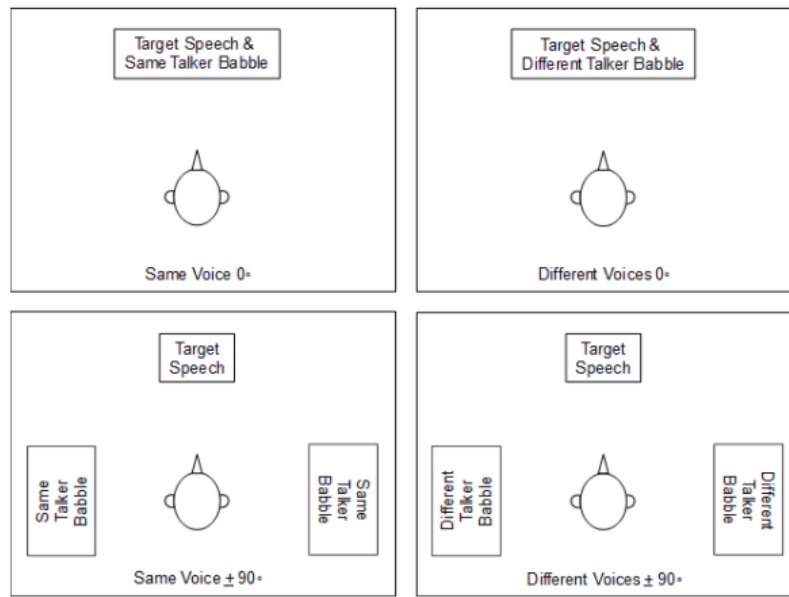 Target Speech &
Same Talker Babble
Same Voice 0°
Target Speech &
Different Talker Babble
Different Voices 0°
Target
Speech
Same
Talker
Babble
Same
Talker
Babble
Same Voice ± 90°
Target
Speech
Different
Talker
Babble
Different
Talker
Babble
Different Voices ± 90°